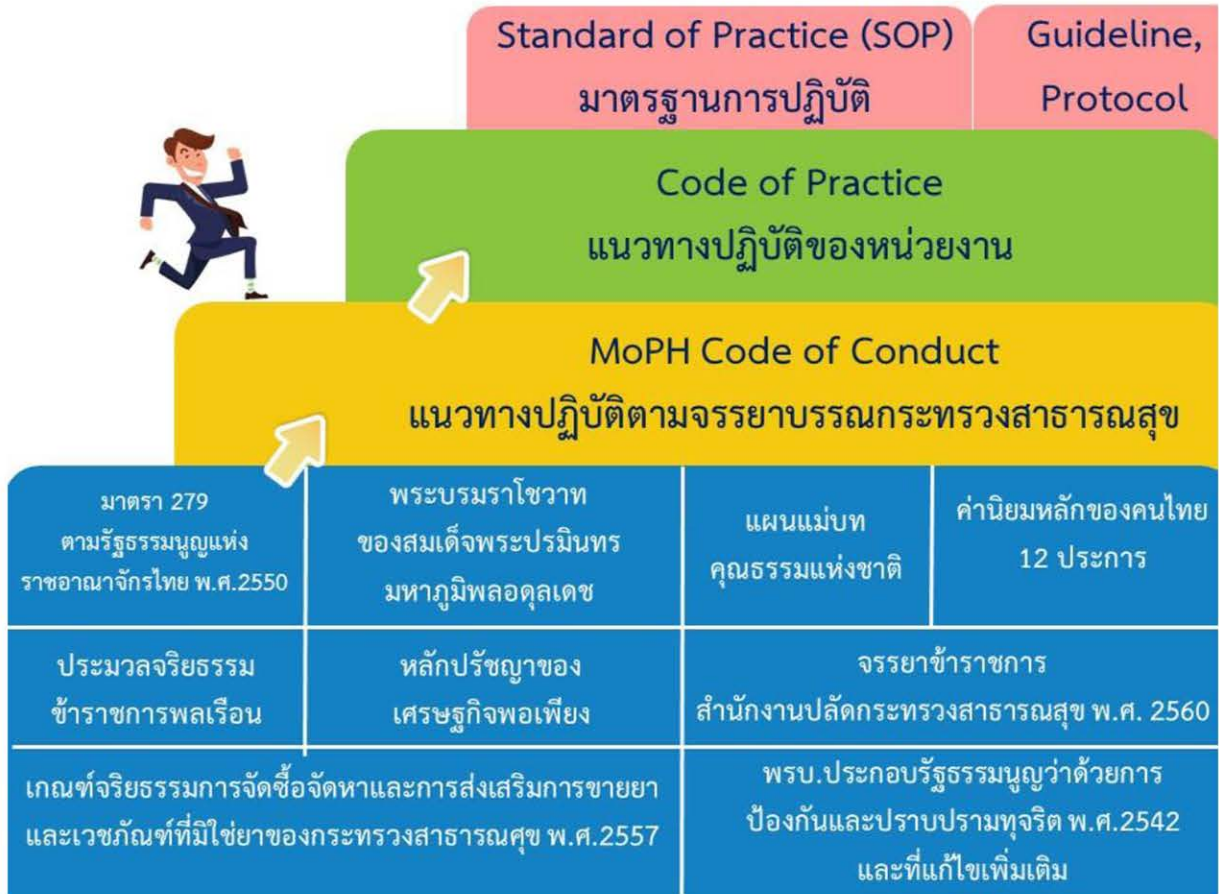 Standard of Practice (SOP)
มาตรฐานการปฏิบัติ
Guideline,
Protocol
Code of Practice
แนวทางปฏิบัติของหน่วยงาน
MoPH Code of Conduct
แนวทางปฏิบัติตามจรรยาบรรณกระทรวงสาธารณสุข
มาตรา 279
ตามรัฐธรรมนูญแห่ง
ราชอาณาจักรไทย พ.ศ.2550
พระบรมราโชวาท
ของสมเด็จพระปรมินทร
มหาภูมิพลอดุลเดช
แผนแม่บท
คุณธรรมแห่งชาติ
ค่านิยมหลักของคนไทย
12 ประการ
ประมวลจริยธรรม
ข้าราชการพลเรือน
หลักปรัชญาของ
เศรษฐกิจพอเพียง
จรรยาข้าราชการ
สำนักงานปลัดกระทรวงสาธารณสุข พ.ศ. 2560
เกณฑ์จริยธรรมการจัดซื้อจัดหาและการส่งเสริมการขายยา
และเวชภัณฑ์ที่มิใช่ยาของกระทรวงสาธารณศุข พ.ศ.2557
พรบ.ประกอบรัฐธรรมนูญว่าด้วยการ
ป้องกันและปราบปรามทุจริต พ.ศ.2542
และที่แก้ไขเพิ่มเติม